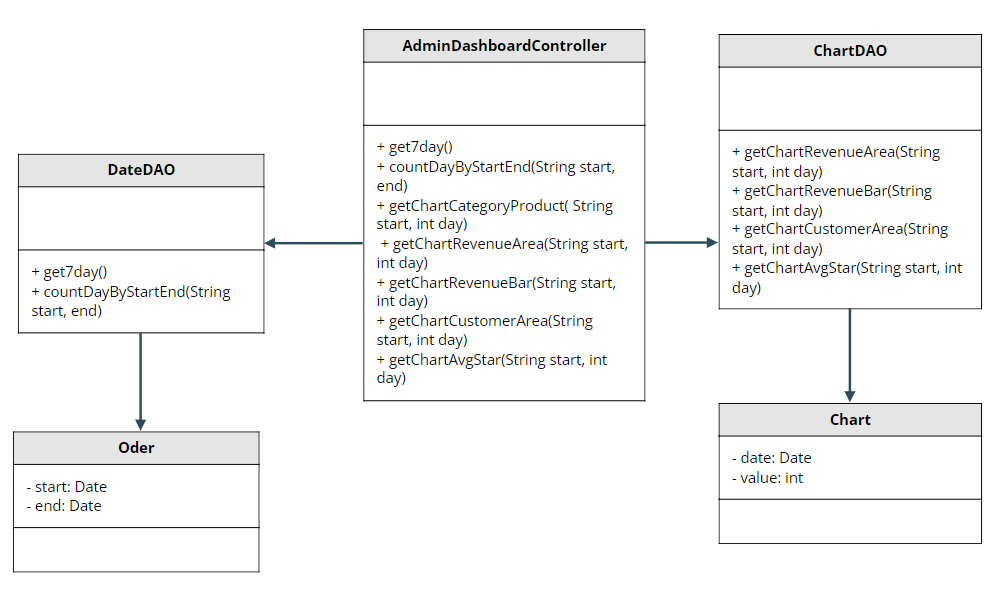 AdminDashboardController
+ get7day()
+ countDayByStartEnd(String start,
end)
+ getChartCategoryProduct( String
start, int day)
+ getChartRevenueArea(String start,
int day)
+ getChartRevenueBar(String start,
int day)
+ getChartCustomerArea(String
start, int day)
+ getChartAvgStar(String start, int
day)
ChartDAO
+ getChartRevenueArea(String
start, int day)
+ getChartRevenueBar(String
start, int day)
+ getChartCustomerArea(String
start, int day)
+ getChartAvgStar(String start, int
day)
DateDAO
+ get7day()
+ countDayByStartEnd(String
start, end)
Oder
- start: Date
- end: Date
Chart
- date: Date
- value: int